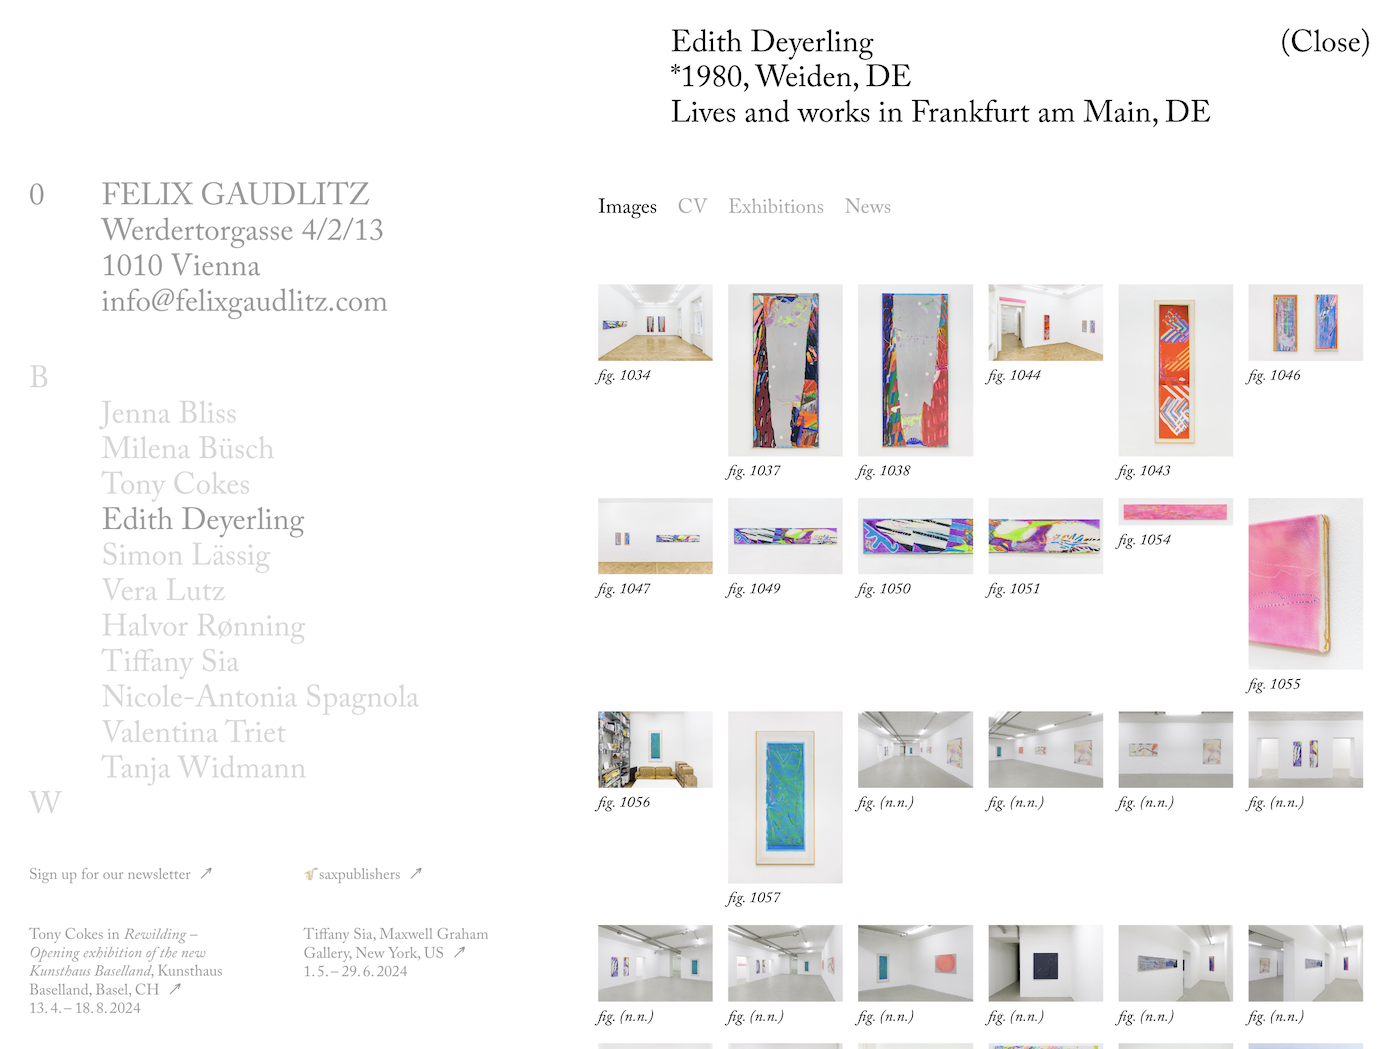 Edith Deyerling
*1980, Weiden, DE
Lives and works in Frankfurt am Main, DE
(Close)
0
FELIX GAUDLITZ
Werdertorgasse 4/2/13
1010 Vienna
info@felixgaudlitz.com
B
Jenna Bliss
Milena Büsch
Tony Cokes
Edith Deyerling
Simon Lässig
Vera Lutz
Halvor Rønning
Tiffany Sia
Nicole-Antonia Spagnola
Valentina Triet
Tanja Widmann
W
Sign up for our newsletter ↗
saxpublishers ↗
Tony Cokes in Rewilding –
Opening exhibition of the new
Kunsthaus Baselland, Kunsthaus
Baselland, Basel, CH ↗
13. 4. – 18. 8. 2024
Tiffany Sia, Maxwell Graham
Gallery, New York, US ↗
1. 5. – 29. 6. 2024
Images CV Exhibitions News
fig. 1034
fig. 1037
fig. 1038
fig. 1044
fig. 1043
fig. 1046
fig. 1047
fig. 1049
fig. 1050
fig. 1051
fig. 1054
fig. 1055
fig. 1056
fig. 1057
fig. (n.n.)
fig. (n.n.)
fig. (n.n.)
fig. (n.n.)
fig. (n.n.)
fig. (n.n.)
fig. (n.n.)
fig. (n.n.)
fig. (n.n.)
fig. (n.n.)